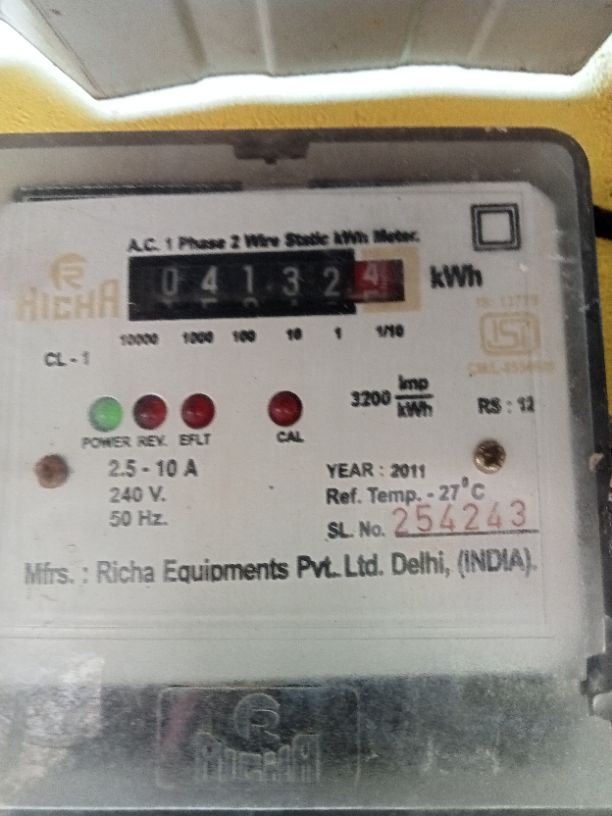 A.C. 1 Phase 2 Wire Static kWh Meter.
RICHA
0 4 1 3 2 4 kWh
10000 1000 100 10 1 1/10
ISI
CL - 1
3200 imp/kWh
RS : 12
POWER REV. EFLT CAL
2.5 - 10 A
240 V.
50 Hz.
YEAR : 2011
Ref. Temp. - 27°C
SL. No. 254243
Mfrs. : Richa Equipments Pvt. Ltd. Delhi, (INDIA).
RICHA